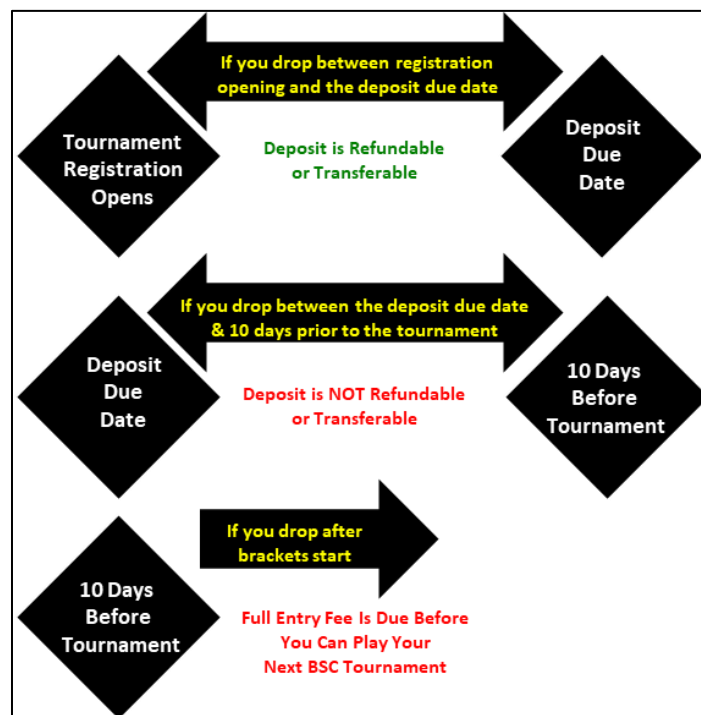 If you drop between registration
opening and the deposit due date
Tournament
Registration
Opens
Deposit is Refundable
or Transferable
Deposit
Due
Date
If you drop between the deposit due date
& 10 days prior to the tournament
Deposit
Due
Date
Deposit is NOT Refundable
or Transferable
10 Days
Before
Tournament
If you drop after
brackets start
10 Days
Before
Tournament
Full Entry Fee Is Due Before
You Can Play Your
Next BSC Tournament